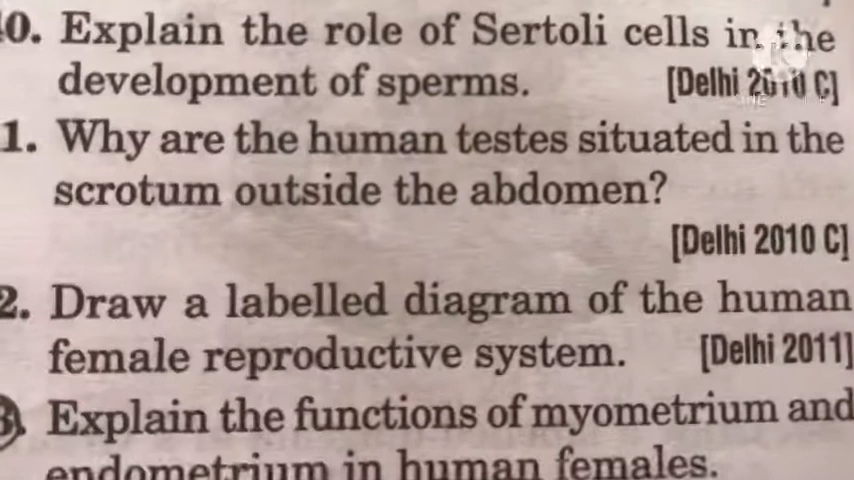 0. Explain the role of Sertoli cells in the
development of sperms. [Delhi 2010 C]
1. Why are the human testes situated in the
scrotum outside the abdomen?
[Delhi 2010 C]
2. Draw a labelled diagram of the human
female reproductive system. [Delhi 2011]
3. Explain the functions of myometrium and
endometrium in human females.